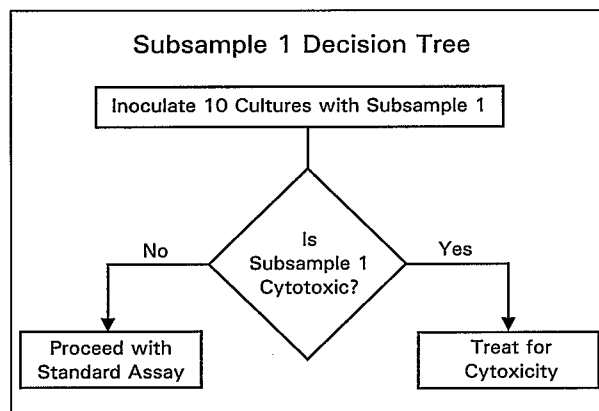 Subsample 1 Decision Tree
Inoculate 10 Cultures with Subsample 1
Is
Subsample 1
Cytotoxic?
No
Yes
Proceed with
Standard Assay
Treat for
Cytoxicity